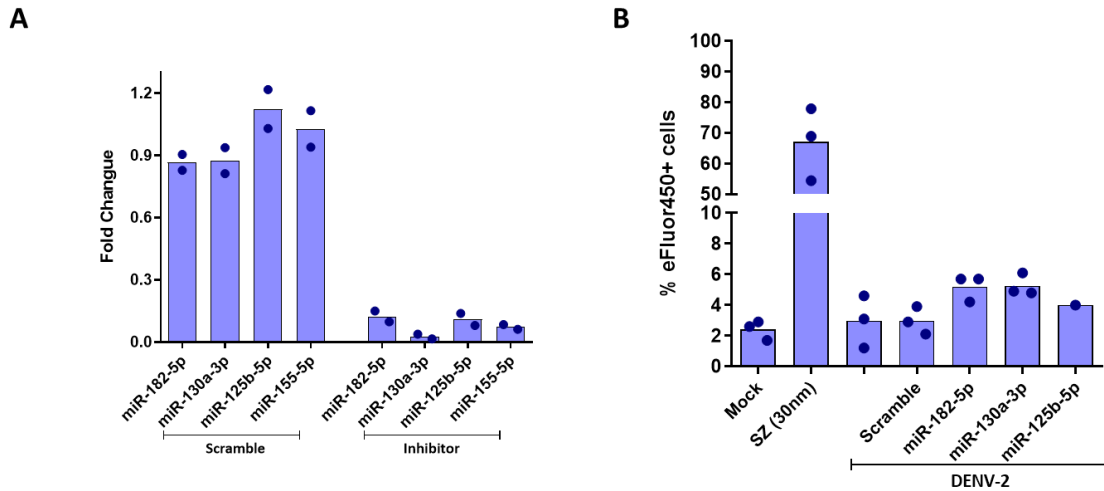 A
Fold Changue
1.2
0.9
0.6
0.3
0.0
miR-182-5p
miR-130a-3p
miR-125b-5p
miR-155-5p
miR-182-5p
miR-130a-3p
miR-125b-5p
miR-155-5p
Scramble
Inhibitor
B
% eFluor450+ cells
100
90
80
70
60
50
10
8
6
4
2
0
Mock
SZ (30nm)
Scramble
miR-182-5p
miR-130a-3p
miR-125b-5p
DENV-2